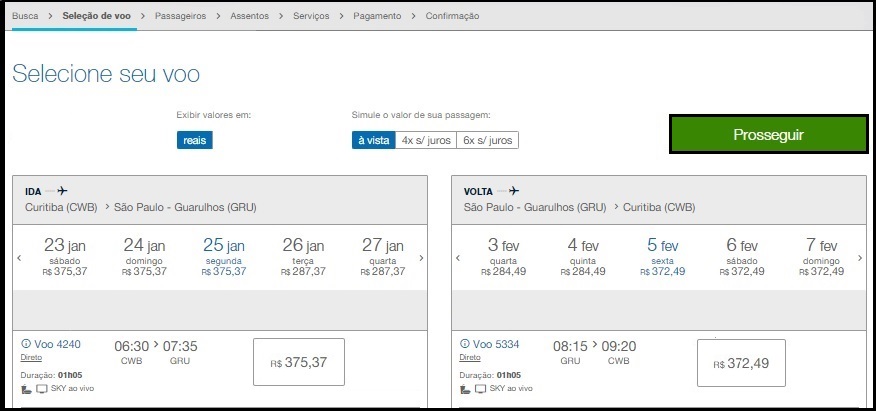 Busca > Seleção de voo > Passageiros > Assentos > Serviços > Pagamento > Confirmação
Selecione seu voo
Exibir valores em:
reais
Simule o valor de sua passagem:
à vista 4x s/ juros 6x s/ juros
Prosseguir
IDA
Curitiba (CWB) > São Paulo - Guarulhos (GRU)
23 jan 24 jan 25 jan 26 jan 27 jan
sábado domingo segunda terça quarta
R$ 375,37 R$ 375,37 R$ 375,37 R$ 287,37 R$ 287,37
Voo 4240 06:30 > 07:35
Direto CWB GRU
R$ 375,37
Duração: 01h05
SKY ao vivo
VOLTA
São Paulo - Guarulhos (GRU) > Curitiba (CWB)
3 fev 4 fev 5 fev 6 fev 7 fev
quarta quinta sexta sábado domingo
R$ 284,49 R$ 284,49 R$ 372,49 R$ 372,49 R$ 372,49
Voo 5334 08:15 > 09:20
Direto GRU CWB
R$ 372,49
Duração: 01h05
SKY ao vivo